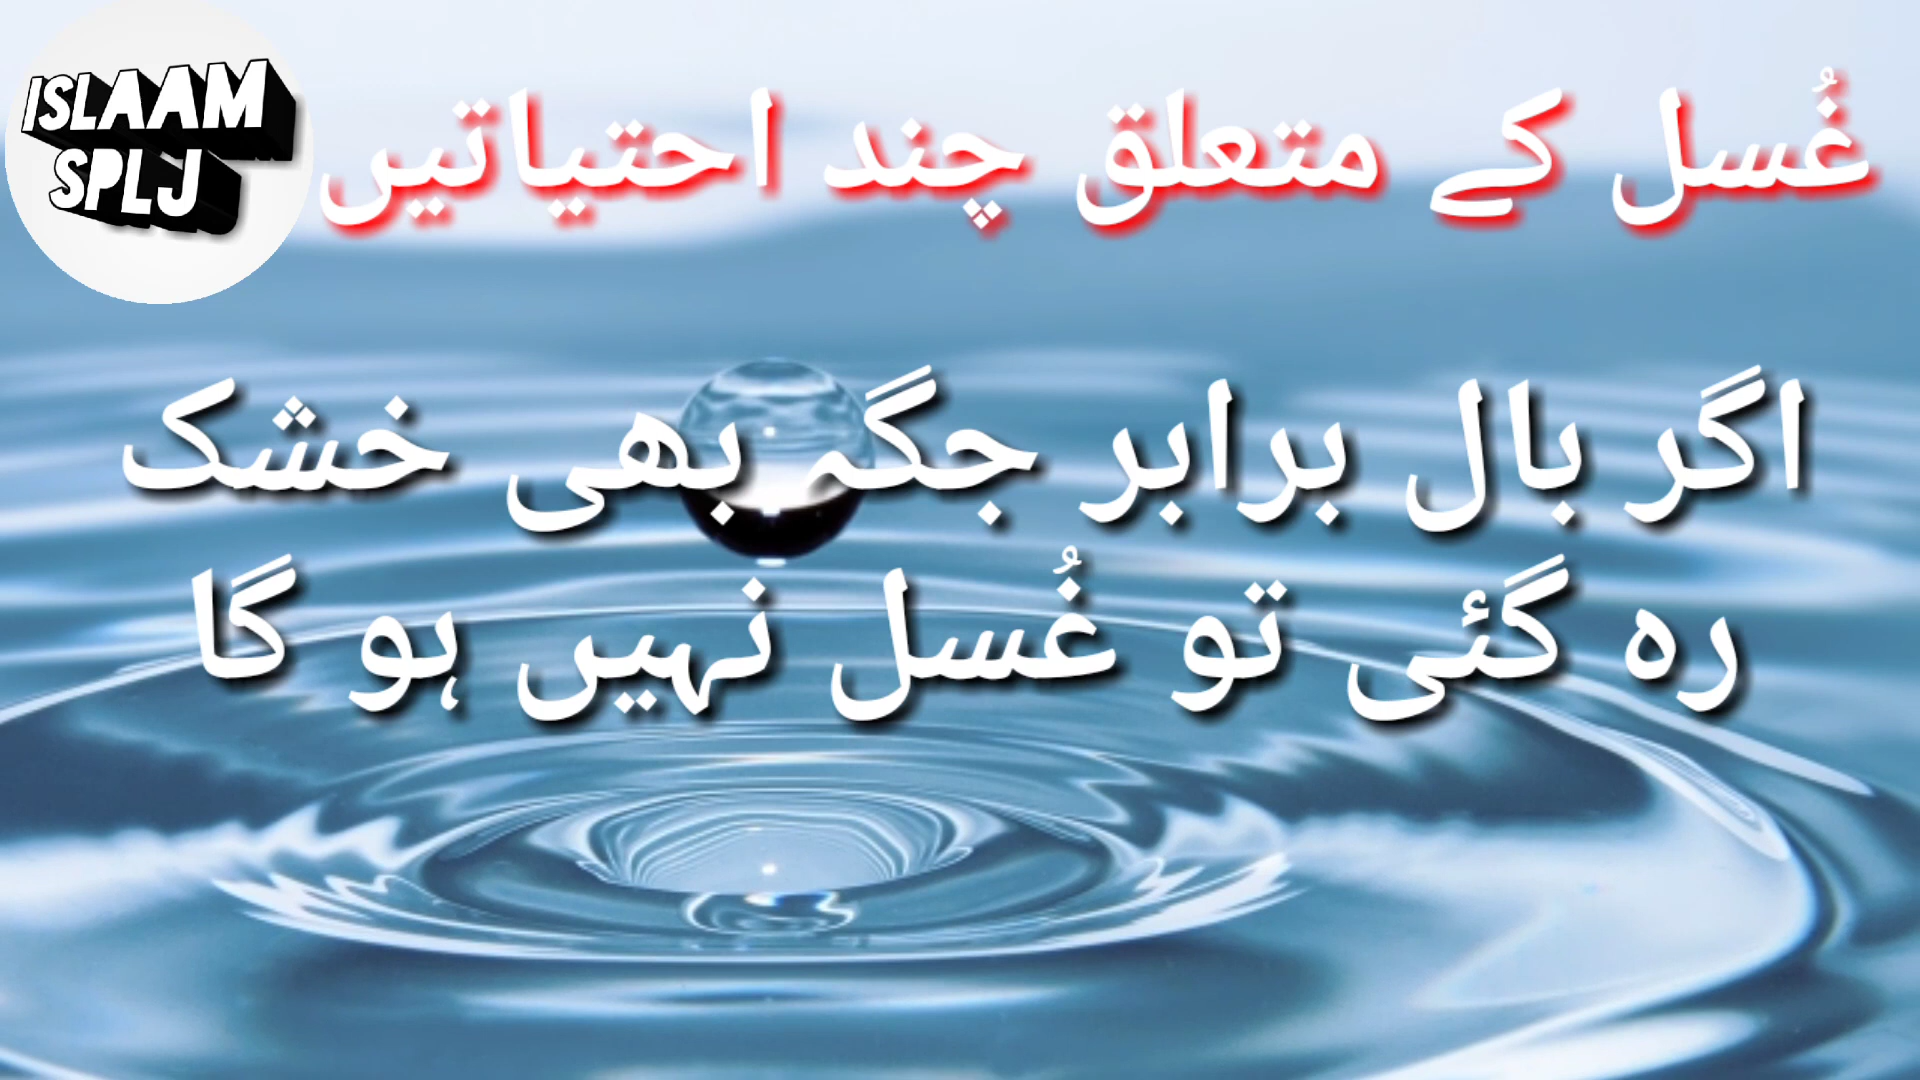 ISLAAM
SPLJ
غُسل کے متعلق چند احتیاتیں
اگر بال برابر جگہ بھی خشک
رہ گئی تو غُسل نہیں ہو گا